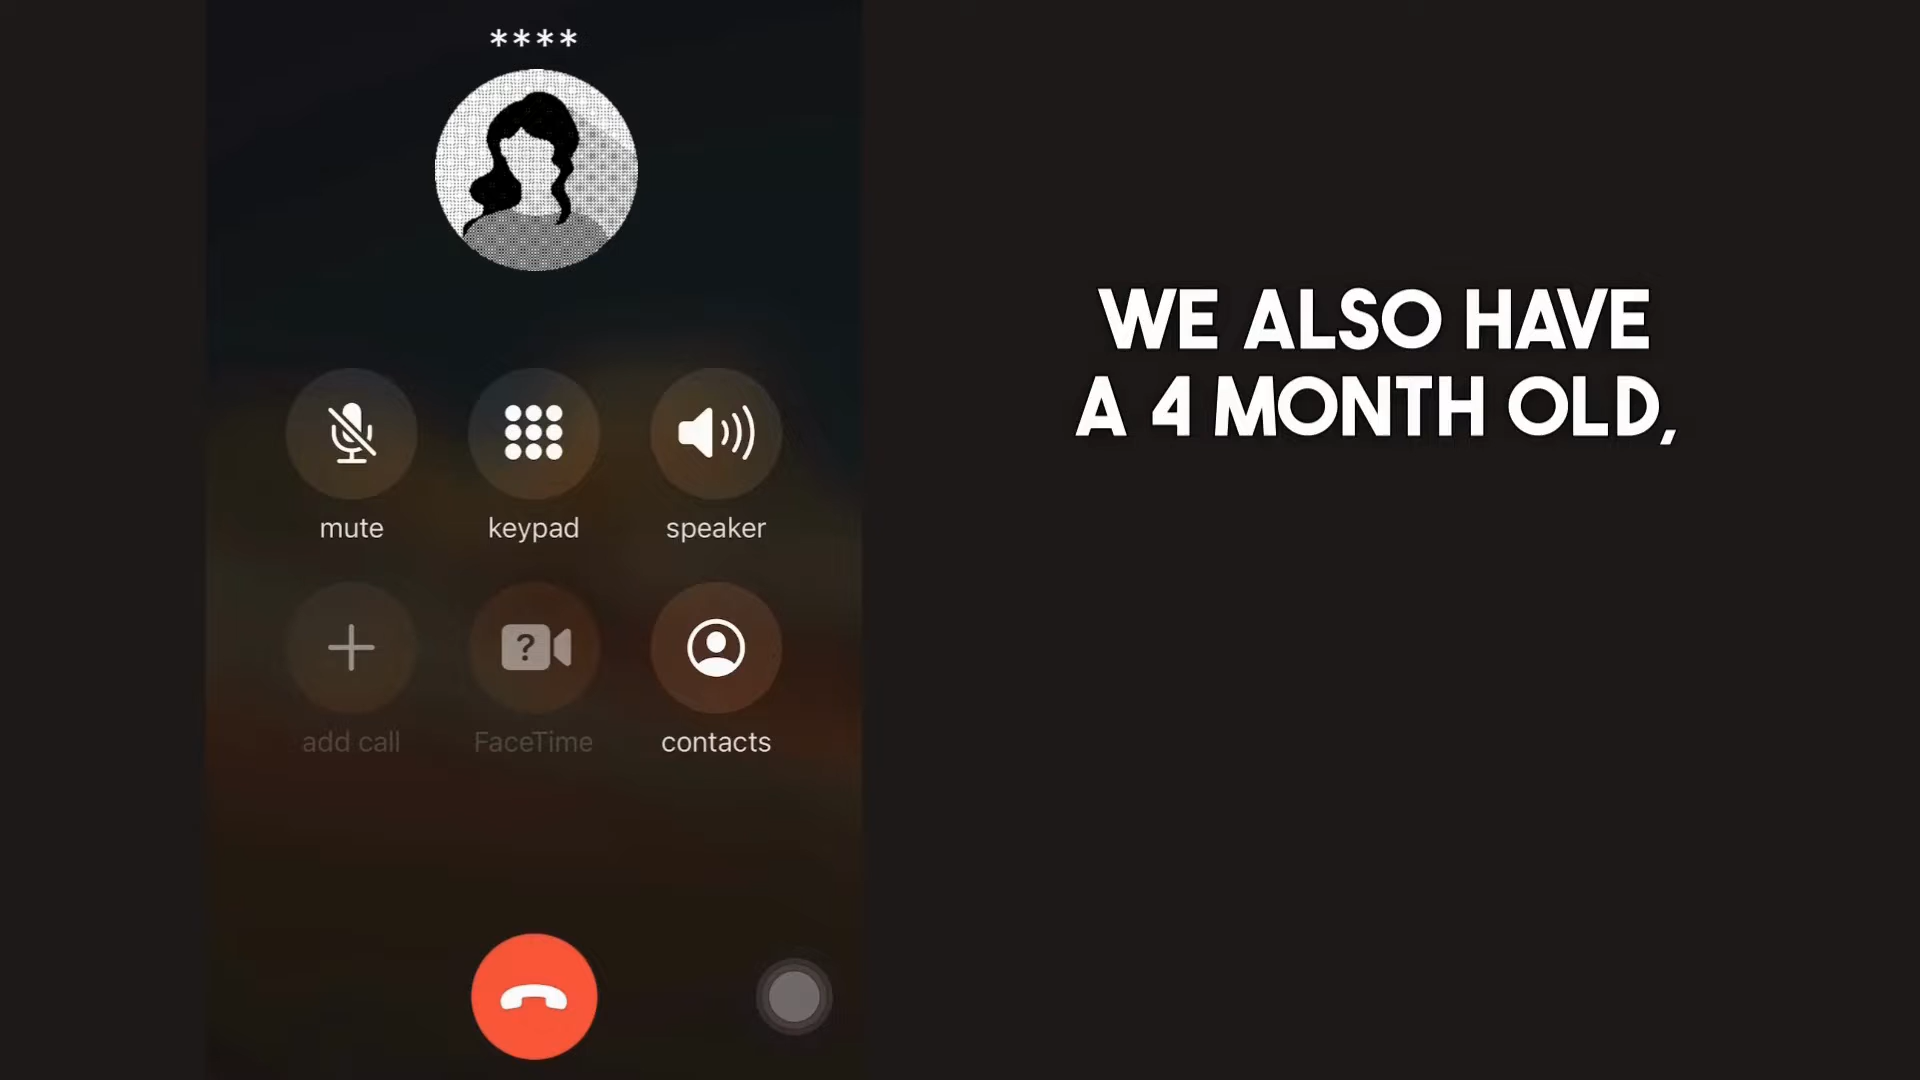 ****
WE ALSO HAVE
A 4 MONTH OLD,
mute
keypad
speaker
?
add call
FaceTime
contacts